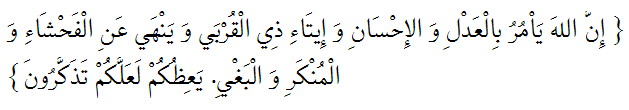 { إِنَّ اللهَ يَاْمُرُ بِالْعَدْلِ وَ الإِحْسَانِ وَ إِيتَاءِ ذِي الْقُرْبَي وَ يَنْهَي عَنِ الْفَحْشَاءِ وَ
الْمُنْكَرِ وَ الْبَغْيِ. يَعِظُكُمْ لَعَلَّكُمْ تَذَكَّرُونَ }